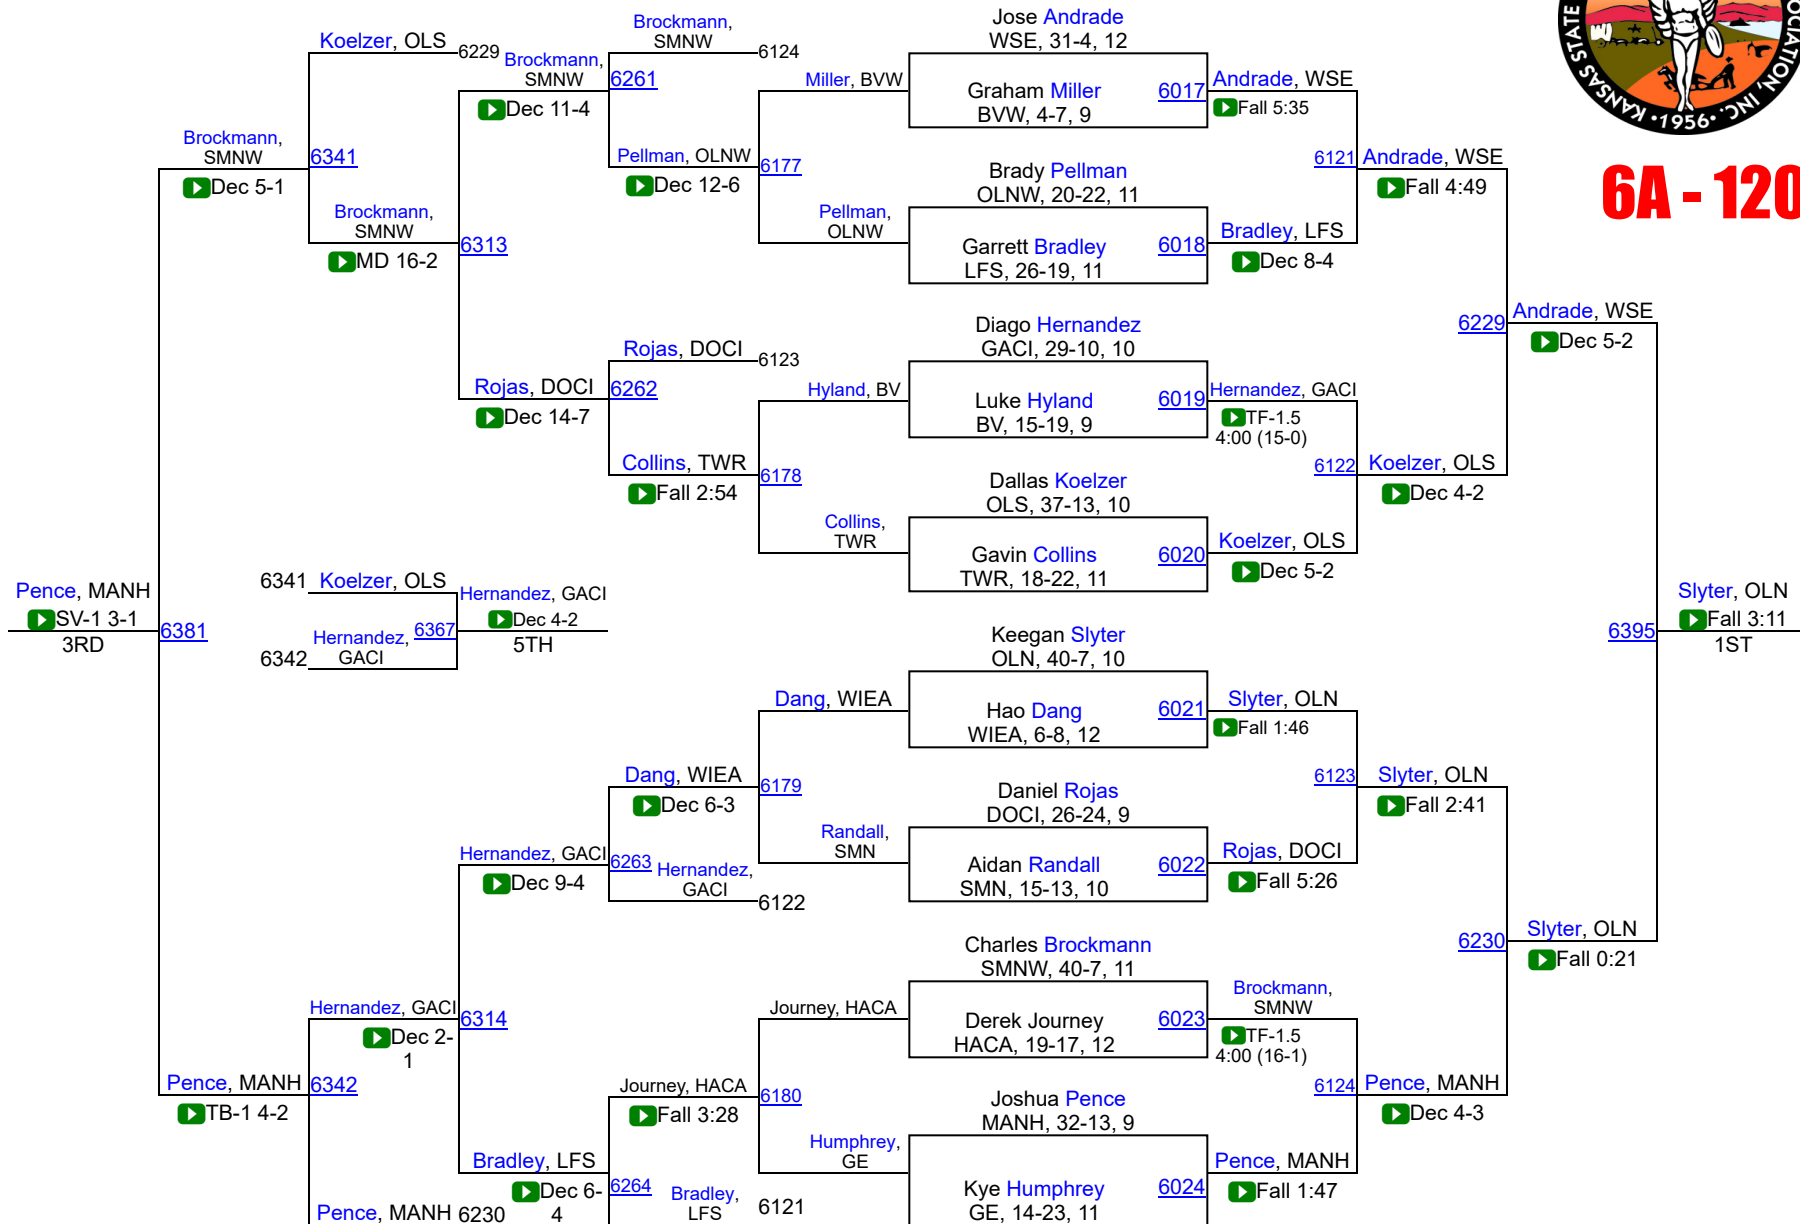 KANSAS STATE
OCIATION, INC.
•1956•
6A - 120
Jose Andrade
WSE, 31-4, 12
Graham Miller
BVW, 4-7, 9
6017
Brady Pellman
OLNW, 20-22, 11
Garrett Bradley
LFS, 26-19, 11
6018
Diago Hernandez
GACI, 29-10, 10
Luke Hyland
BV, 15-19, 9
6019
Dallas Koelzer
OLS, 37-13, 10
Gavin Collins
TWR, 18-22, 11
6020
Keegan Slyter
OLN, 40-7, 10
Hao Dang
WIEA, 6-8, 12
6021
Daniel Rojas
DOCI, 26-24, 9
Aidan Randall
SMN, 15-13, 10
6022
Charles Brockmann
SMNW, 40-7, 11
Derek Journey
HACA, 19-17, 12
6023
Joshua Pence
MANH, 32-13, 9
Kye Humphrey
GE, 14-23, 11
6024
Andrade, WSE
Fall 5:35
6121
Bradley, LFS
Dec 8-4
Hernandez, GACI
TF-1.5
4:00 (15-0)
6122
Koelzer, OLS
Dec 5-2
Slyter, OLN
Fall 1:46
6123
Rojas, DOCI
Fall 5:26
Brockmann,
SMNW
TF-1.5
4:00 (16-1)
6124
Pence, MANH
Fall 1:47
Andrade, WSE
Fall 4:49
6229
Koelzer, OLS
Dec 4-2
Slyter, OLN
Fall 2:41
6230
Pence, MANH
Dec 4-3
Andrade, WSE
Dec 5-2
6395
Slyter, OLN
Fall 0:21
Slyter, OLN
Fall 3:11
1ST
Miller, BVW
6177
Pellman,
OLNW
Hyland, BV
6178
Collins,
TWR
Dang, WIEA
6179
Randall,
SMN
Journey, HACA
6180
Humphrey,
GE
Brockmann,
SMNW
6124
6261
Pellman, OLNW
Dec 12-6
Rojas, DOCI
6123
6262
Collins, TWR
Fall 2:54
Dang, WIEA
Dec 6-3
6263
Hernandez,
GACI
6122
Journey, HACA
Fall 3:28
6264
Bradley,
LFS
6121
Brockmann,
SMNW
Dec 11-4
6313
Rojas, DOCI
Dec 14-7
Hernandez, GACI
Dec 9-4
6314
Bradley, LFS
Dec 6-
4
Koelzer, OLS
6229
6341
Brockmann,
SMNW
MD 16-2
Hernandez, GACI
Dec 2-
1
6342
Pence, MANH
6230
Brockmann,
SMNW
Dec 5-1
6381
Pence, MANH
TB-1 4-2
Pence, MANH
SV-1 3-1
3RD
6341
Koelzer, OLS
6367
6342
Hernandez,
GACI
Hernandez, GACI
Dec 4-2
5TH